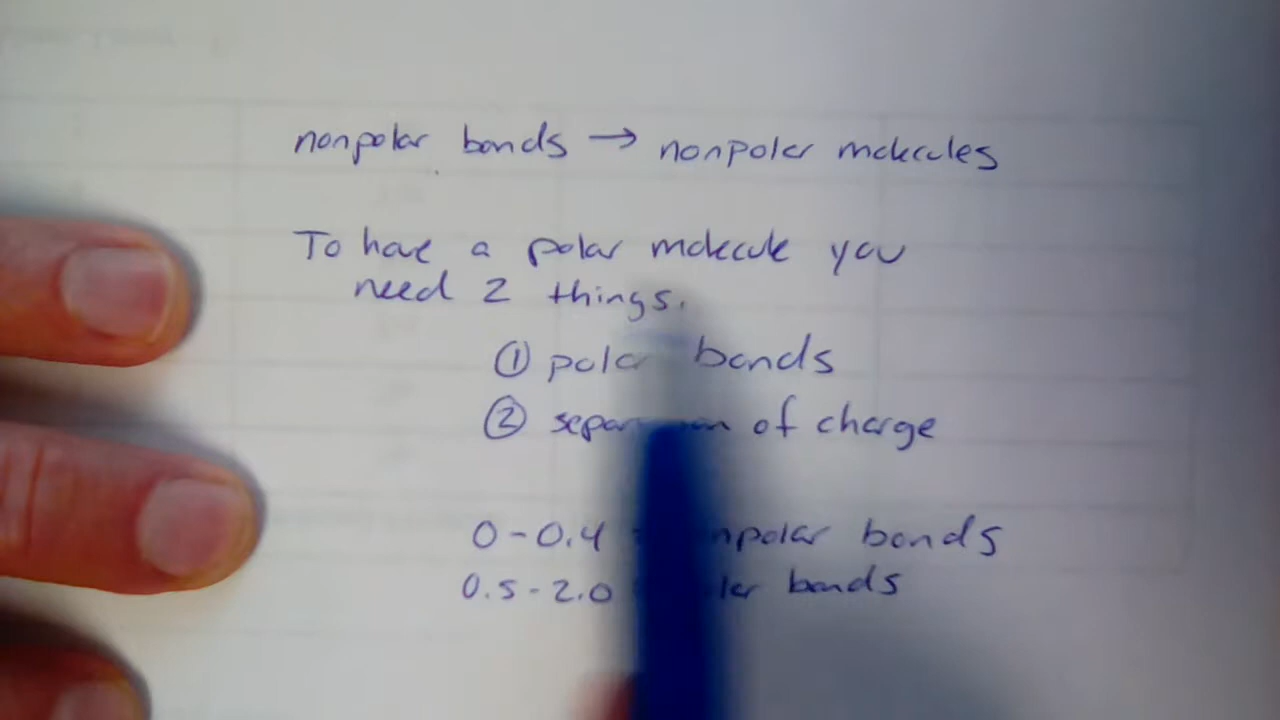 nonpolar bonds → nonpolar molecules
To have a polar molecule you
need 2 things.
① polar bonds
② of charge
0-0.4 bonds
0.5-2.0 bonds